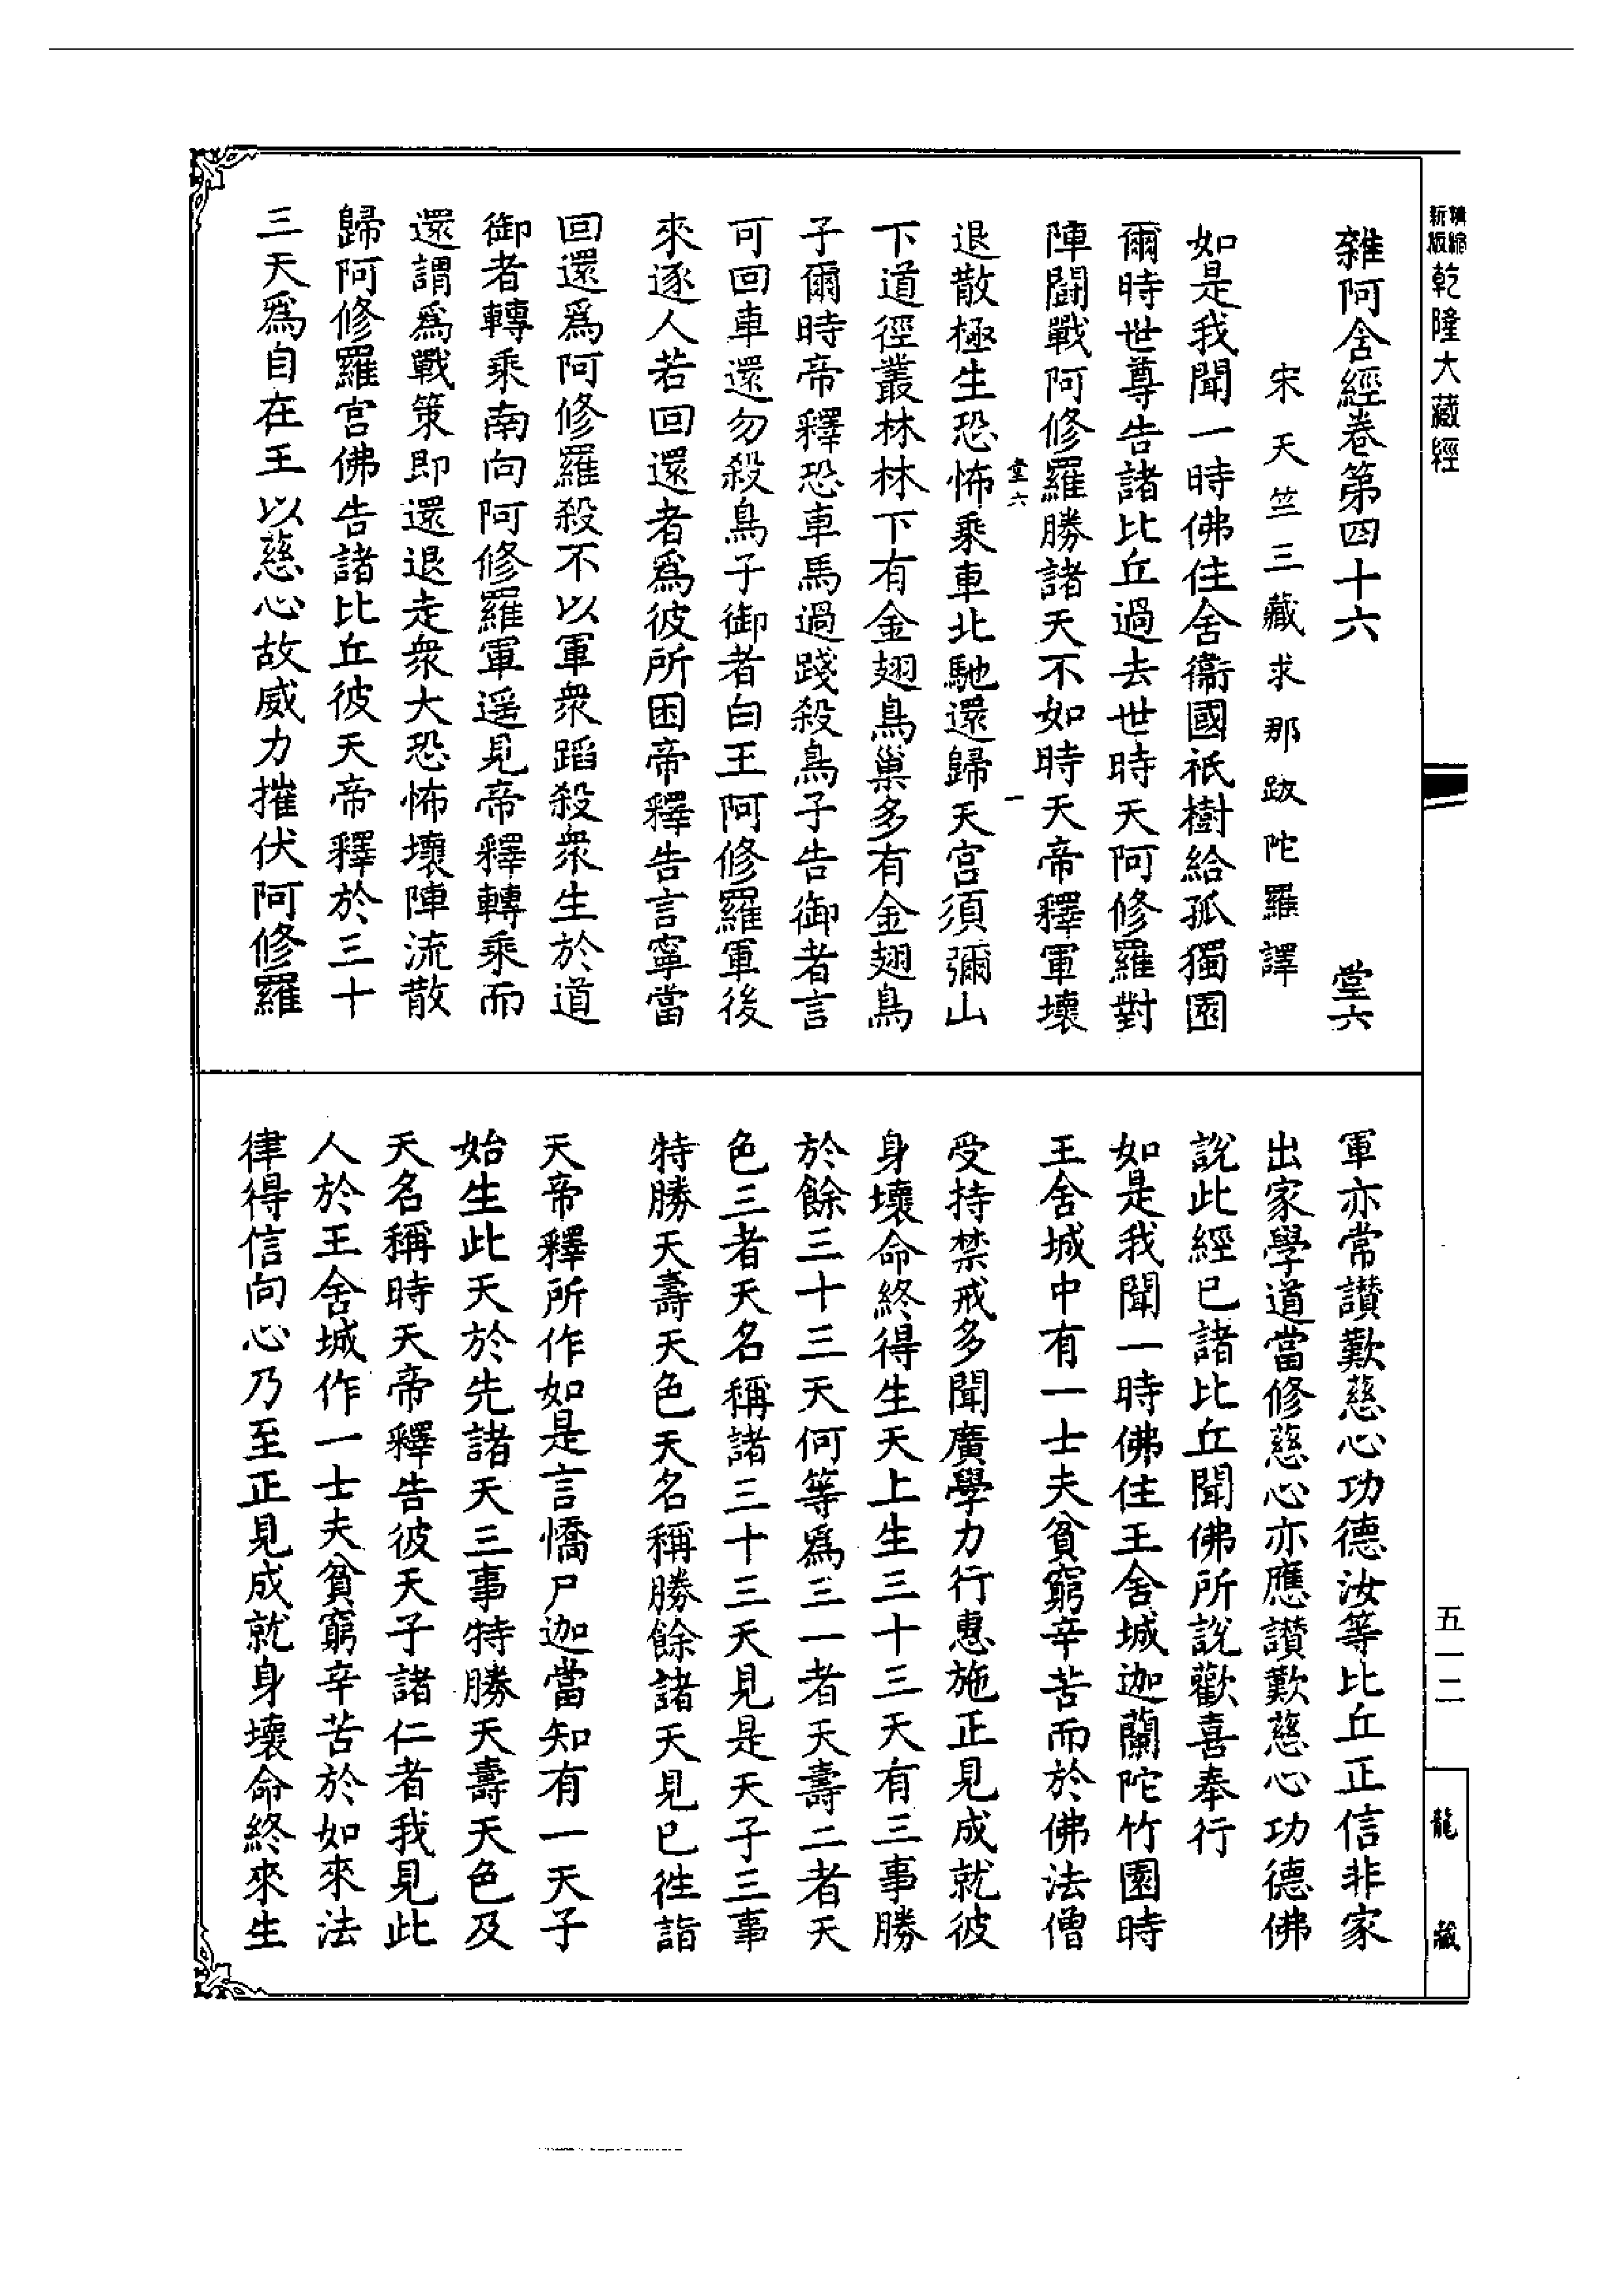 精縮新版乾隆大藏經
雜阿含經卷第四十六 堂六
宋天竺三藏求那跋陀羅譯
如是我聞一時佛住舍衞國祇樹給孤獨園
爾時世尊告諸比丘過去世時天阿修羅對
陣鬭戰阿修羅勝諸天不如時天帝釋軍壞
堂六 一
退散極生恐怖乘車北馳還歸天宮須彌山
下道徑叢林林下有金翅鳥巢多有金翅鳥
子爾時帝釋恐車馬過踐殺鳥子告御者言
可回車還勿殺鳥子御者白王阿修羅軍後
來逐人若回還者爲彼所困帝釋告言寧當
回還爲阿修羅殺不以軍衆蹈殺衆生於道
御者轉乘南向阿修羅軍遥見帝釋轉乘而
還謂爲戰策即還退走衆大恐怖壞陣流散
歸阿修羅宮佛告諸比丘彼天帝釋於三十
三天爲自在王以慈心故威力摧伏阿修羅
軍亦常讃歎慈心功德汝等比丘正信非家
出家學道當修慈心亦應讃歎慈心功德佛
說此經已諸比丘聞佛所說歡喜奉行
如是我聞一時佛住王舍城迦蘭陀竹園時
王舍城中有一士夫貧窮辛苦而於佛法僧
受持禁戒多聞廣學力行惠施正見成就彼
身壞命終得生天上生三十三天有三事勝
於餘三十三天何等爲三一者天壽二者天
色三者天名稱諸三十三天見是天子三事
特勝天壽天色天名稱勝餘諸天見已徃詣
天帝釋所作如是言憍尸迦當知有一天子
始生此天於先諸天三事特勝天壽天色及
天名稱時天帝釋告彼天子諸仁者我見此
人於王舍城作一士夫貧窮辛苦於如來法
律得信向心乃至正見成就身壞命終來生
五一二
龍藏